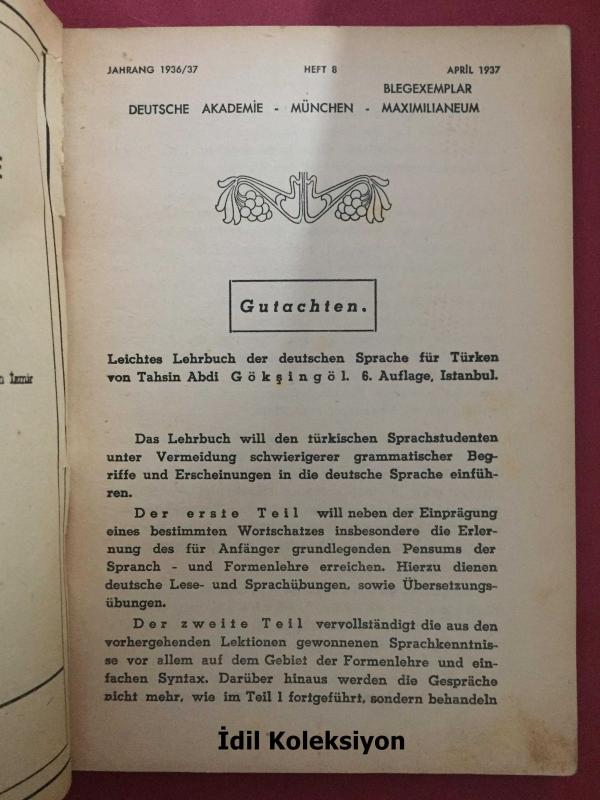 JAHRANG 1936/37 HEFT 8 APRİL 1937
BLEGEXEMPLAR
DEUTSCHE AKADEMİE - MÜNCHEN - MAXIMILIANEUM
Gutachten.
Leichtes Lehrbuch der deutschen Sprache für Türken
von Tahsin Abdi Gökşingöl. 6. Auflage, Istanbul.
Das Lehrbuch will den türkischen Sprachstudenten
unter Vermeidung schwierigerer grammatischer Beg-
riffe und Erscheinungen in die deutsche Sprache einfüh-
ren.
Der erste Teil will neben der Einprägung
eines bestimmten Wortschatzes insbesondere die Erler-
nung des für Anfänger grundlegenden Pensums der
Spranch - und Formenlehre erreichen. Hierzu dienen
deutsche Lese- und Sprachübungen, sowie Übersetzungs-
übungen.
Der zweite Teil vervollständigt die aus den
vorhergehenden Lektionen gewonnenen Sprachkenntnis-
se vor allem auf dem Gebiet der Formenlehre und ein-
fachen Syntax. Darüber hinaus werden die Gespräche
nicht mehr, wie im Teil 1 fortgeführt, sondern behandeln
İzmir
İdil Koleksiyon